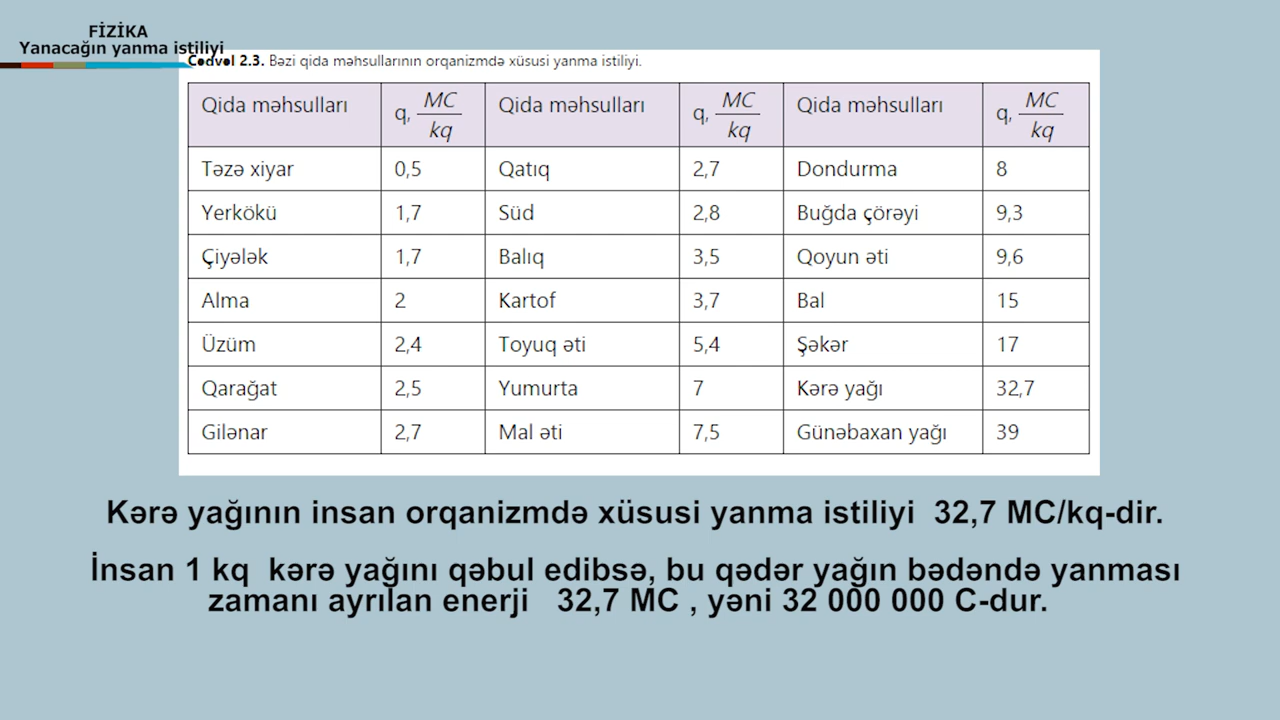 FİZİKA
Yanacağın yanma istiliyi
Cədvəl 2.3. Bəzi qida məhsullarının orqanizmdə xüsusi yanma istiliyi.
Qida məhsulları q, MC/kq Qida məhsulları q, MC/kq Qida məhsulları q, MC/kq
Təzə xiyar 0,5 Qatıq 2,7 Dondurma 8
Yerkökü 1,7 Süd 2,8 Buğda çörəyi 9,3
Çiyələk 1,7 Balıq 3,5 Qoyun əti 9,6
Alma 2 Kartof 3,7 Bal 15
Üzüm 2,4 Toyuq əti 5,4 Şəkər 17
Qarağat 2,5 Yumurta 7 Kərə yağı 32,7
Gilənar 2,7 Mal əti 7,5 Günəbaxan yağı 39
Kərə yağının insan orqanizmdə xüsusi yanma istiliyi 32,7 MC/kq-dir.
İnsan 1 kq kərə yağını qəbul edibsə, bu qədər yağın bədəndə yanması
zamanı ayrılan enerji 32,7 MC , yəni 32 000 000 C-dur.